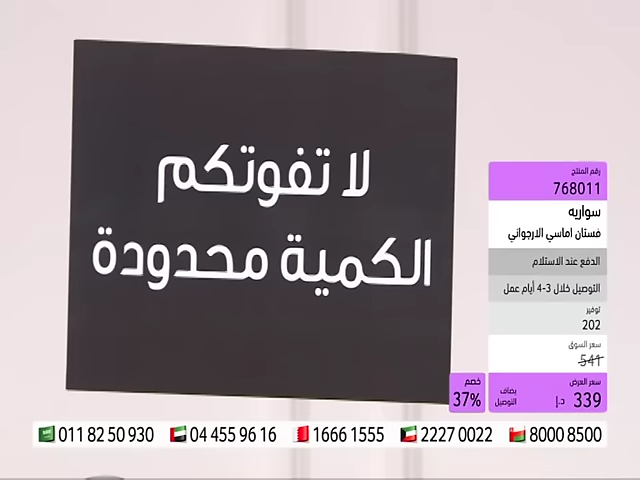 لا تفوتكم
الكمية محدودة
رقم المنتج
768011
سواريه
فستان اماسي الارجواني
الدفع عند الاستلام
التوصيل خلال 3-4 أيام عمل
توفير
202
سعر السوق
541
سعر العرض
339 د.إ
يضاف التوصيل
خصم
37%
011 82 50 930 04 455 96 16 1666 1555 2227 0022 8000 8500